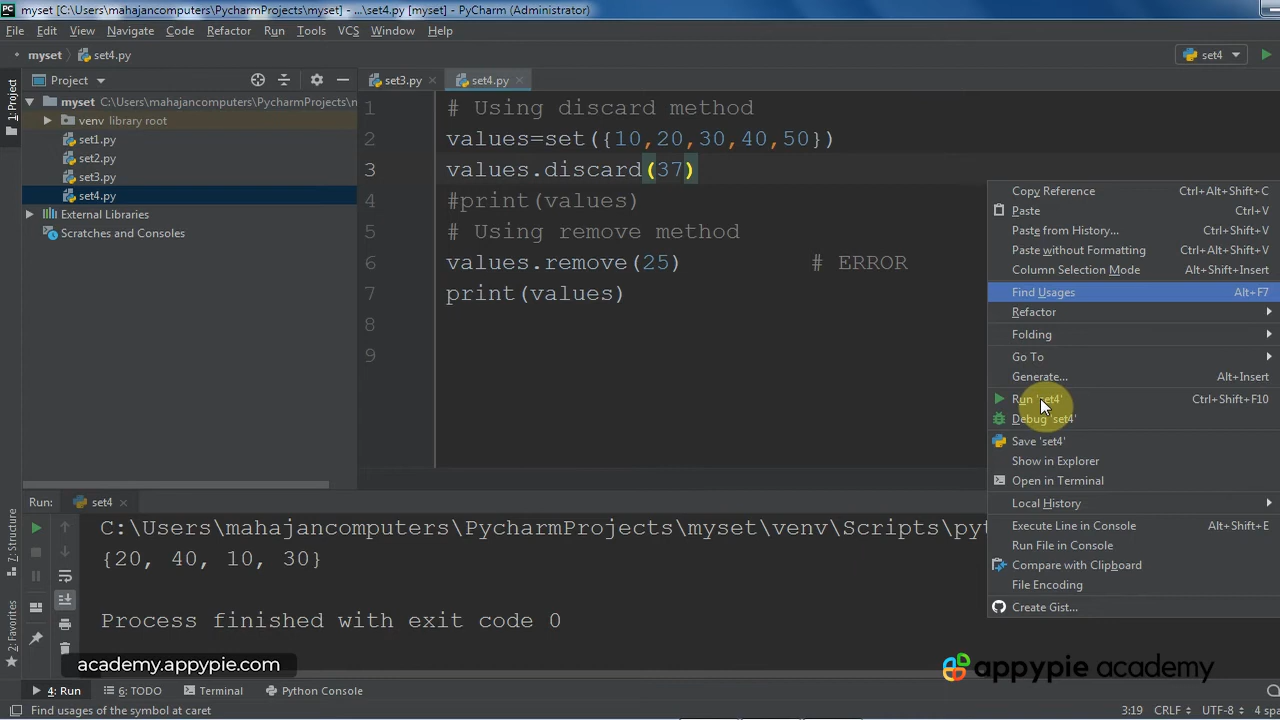 myset [C:\Users\mahajancomputers\PycharmProjects\myset] - ...\set4.py [myset] - PyCharm (Administrator)
File Edit View Navigate Code Refactor Run Tools VCS Window Help
myset set4.py set4
Project set3.py set4.py
1: Project
myset C:\Users\mahajancomputers\PycharmProjects\m
venv library root
set1.py
set2.py
set3.py
set4.py
External Libraries
Scratches and Consoles
1 # Using discard method
2 values=set({10,20,30,40,50})
3 values.discard(37)
4 #print(values)
5 # Using remove method
6 values.remove(25) # ERROR
7 print(values)
8
9
Copy Reference Ctrl+Alt+Shift+C
Paste Ctrl+V
Paste from History... Ctrl+Shift+V
Paste without Formatting Ctrl+Alt+Shift+V
Column Selection Mode Alt+Shift+Insert
Find Usages Alt+F7
Refactor
Folding
Go To
Generate... Alt+Insert
Run 'set4' Ctrl+Shift+F10
Debug 'set4'
Save 'set4'
Show in Explorer
Open in Terminal
Local History
Execute Line in Console Alt+Shift+E
Run File in Console
Compare with Clipboard
File Encoding
Create Gist...
Run: set4
C:\Users\mahajancomputers\PycharmProjects\myset\venv\Scripts\pyt
{20, 40, 10, 30}
Process finished with exit code 0
7: Structure
2: Favorites
academy.appypie.com
appypie academy
4: Run 6: TODO Terminal Python Console
Find usages of the symbol at caret 3:19 CRLF UTF-8 4 spa